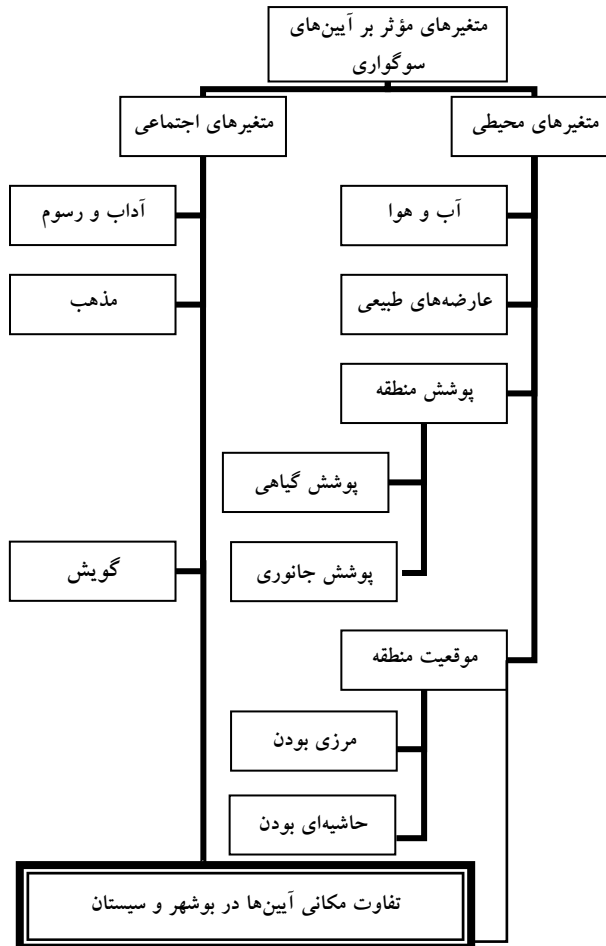 متغیرهای مؤثر بر آیین‌های
سوگواری
متغیرهای محیطی
متغیرهای اجتماعی
آب و هوا
آداب و رسوم
عارضه‌های طبیعی
مذهب
پوشش منطقه
پوشش گیاهی
پوشش جانوری
گویش
موقعیت منطقه
مرزی بودن
حاشیه‌ای بودن
تفاوت مکانی آیین‌ها در بوشهر و سیستان